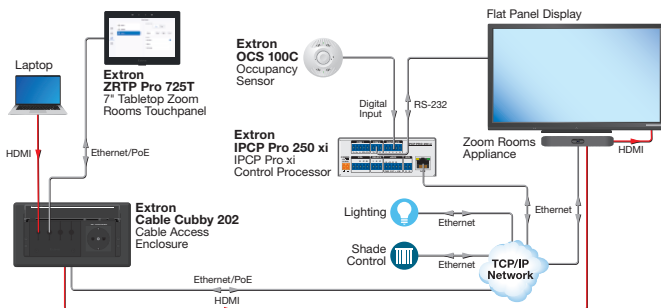 Flat Panel Display
Laptop
Extron
ZRTP Pro 725T
7" Tabletop Zoom
Rooms Touchpanel
Extron
OCS 100C
Occupancy
Sensor
Digital
Input
RS-232
HDMI
Ethernet/PoE
Extron
IPCP Pro 250 xi
IPCP Pro xi
Control Processor
Zoom Rooms
Appliance
HDMI
Extron
Cable Cubby 202
Cable Access
Enclosure
Lighting
Ethernet
Ethernet
Shade
Control
Ethernet
TCP/IP
Network
Ethernet/PoE
HDMI